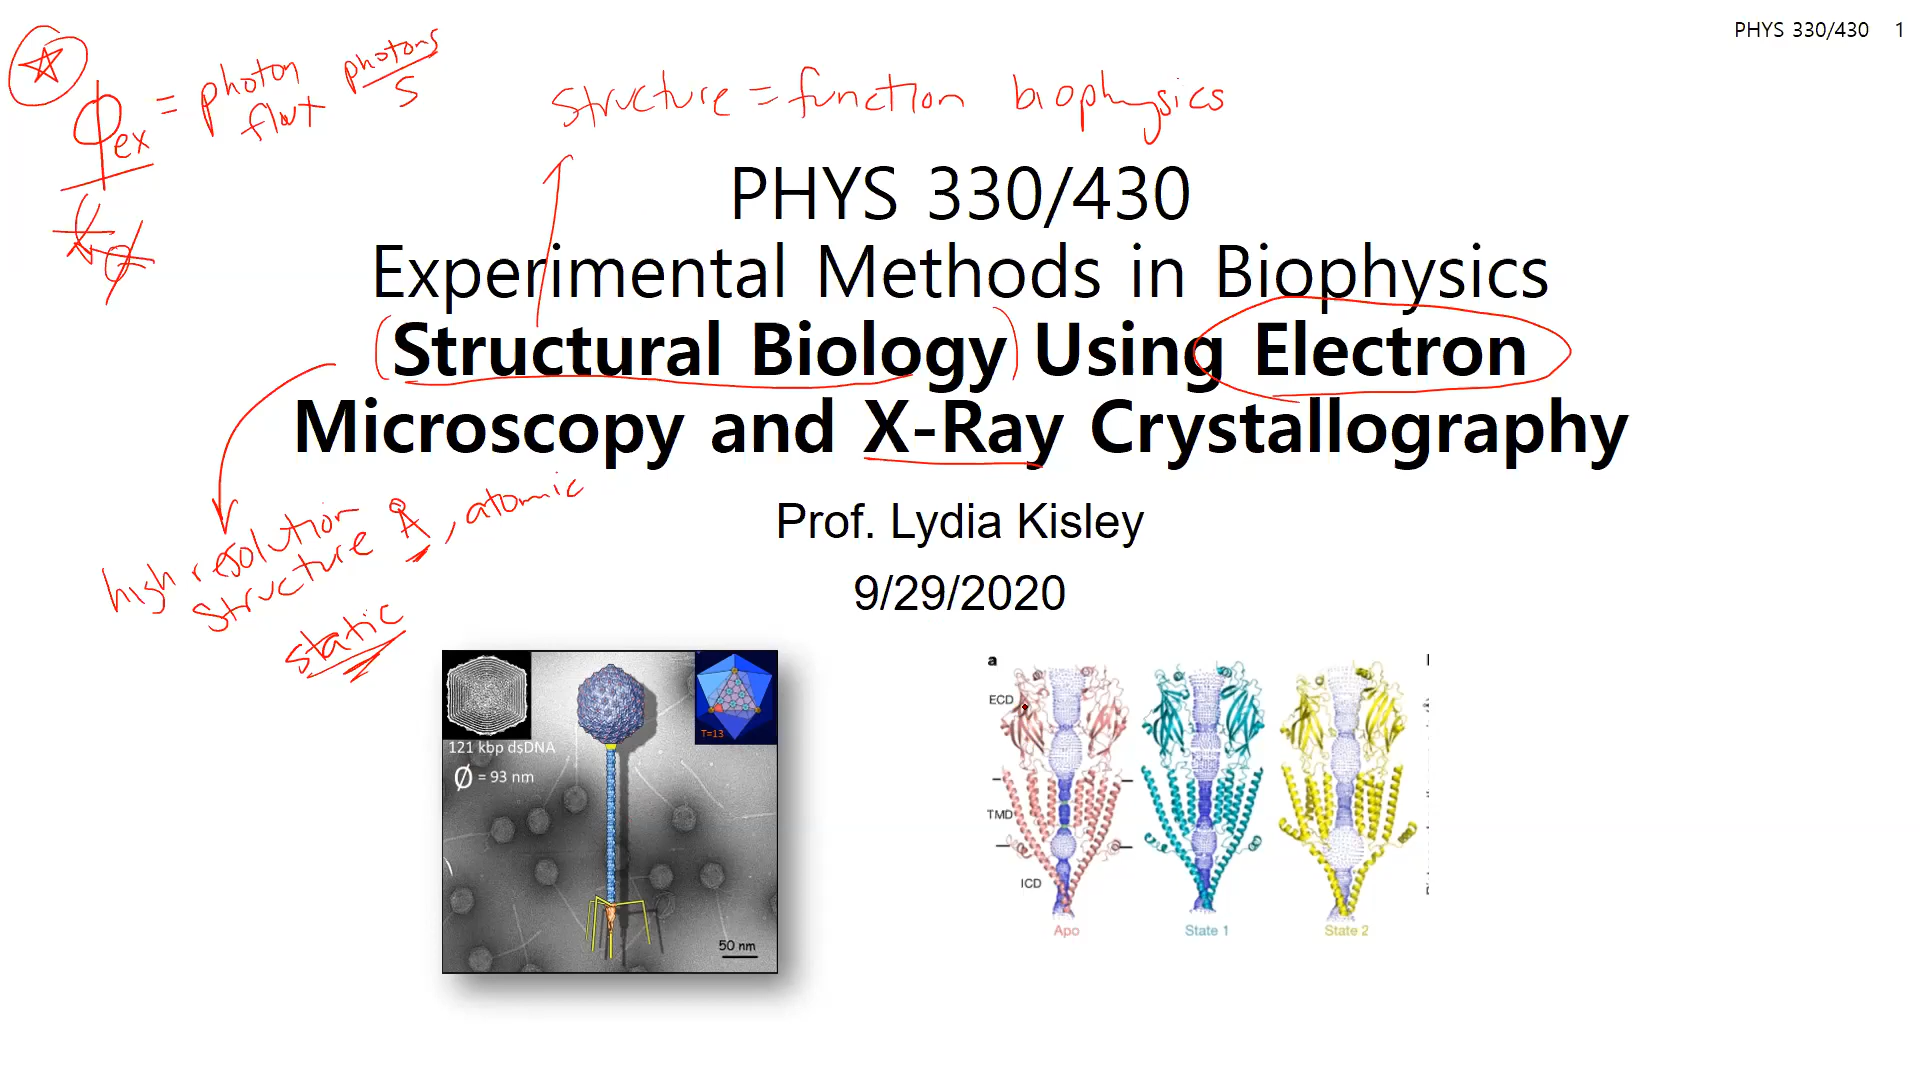 PHYS 330/430 1
ϕex = photon flux photons/s
structure = function biophysics
PHYS 330/430
Experimental Methods in Biophysics
Structural Biology Using Electron
Microscopy and X-Ray Crystallography
Prof. Lydia Kisley
9/29/2020
high resolution
structure Å, atomic
static
121 kbp dsDNA
Ø = 93 nm
T=13
50 nm
a
ECD
TMD
ICD
Apo State 1 State 2